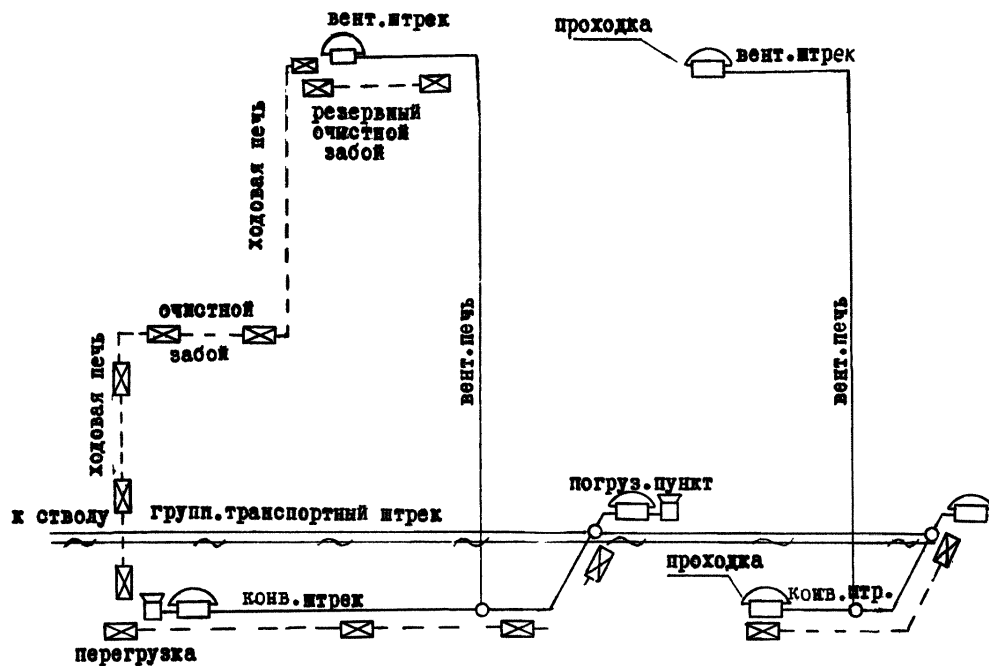 вент.штрек
проходка
вент.штрек
резервный
очистной
забой
ходовая печь
очистной
забой
ходовая печь
вент.печь
вент.печь
погруз.пункт
к стволу
групп.транспортный штрек
проходка
конв.штрек
конв.штр.
перегрузка